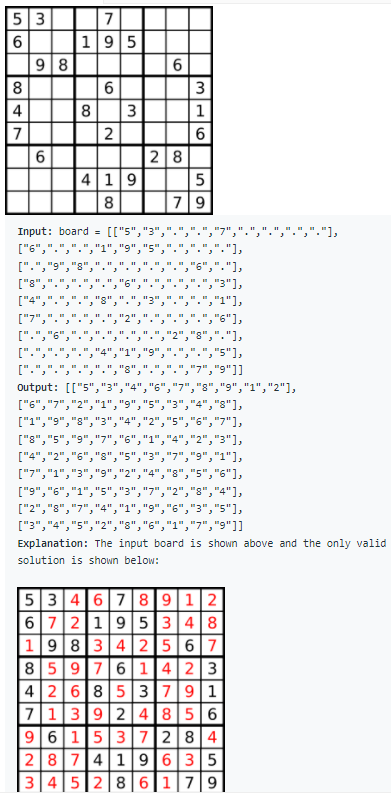 5 3 7
6 1 9 5
9 8 6
8 6 3
4 8 3 1
7 2 6
6 2 8
4 1 9 5
8 7 9
Input: board = [["5","3",".",".","7",".",".",".","."],
["6",".",".","1","9","5",".",".","."],
[".","9","8",".",".",".",".","6","."],
["8",".",".",".","6",".",".",".","3"],
["4",".",".","8",".","3",".",".","1"],
["7",".",".",".","2",".",".",".","6"],
[".","6",".",".",".",".","2","8","."],
[".",".",".","4","1","9",".",".","5"],
[".",".",".",".","8",".",".","7","9"]]
Output: [["5","3","4","6","7","8","9","1","2"],
["6","7","2","1","9","5","3","4","8"],
["1","9","8","3","4","2","5","6","7"],
["8","5","9","7","6","1","4","2","3"],
["4","2","6","8","5","3","7","9","1"],
["7","1","3","9","2","4","8","5","6"],
["9","6","1","5","3","7","2","8","4"],
["2","8","7","4","1","9","6","3","5"],
["3","4","5","2","8","6","1","7","9"]]
Explanation: The input board is shown above and the only valid
solution is shown below:
5 3 4 6 7 8 9 1 2
6 7 2 1 9 5 3 4 8
1 9 8 3 4 2 5 6 7
8 5 9 7 6 1 4 2 3
4 2 6 8 5 3 7 9 1
7 1 3 9 2 4 8 5 6
9 6 1 5 3 7 2 8 4
2 8 7 4 1 9 6 3 5
3 4 5 2 8 6 1 7 9